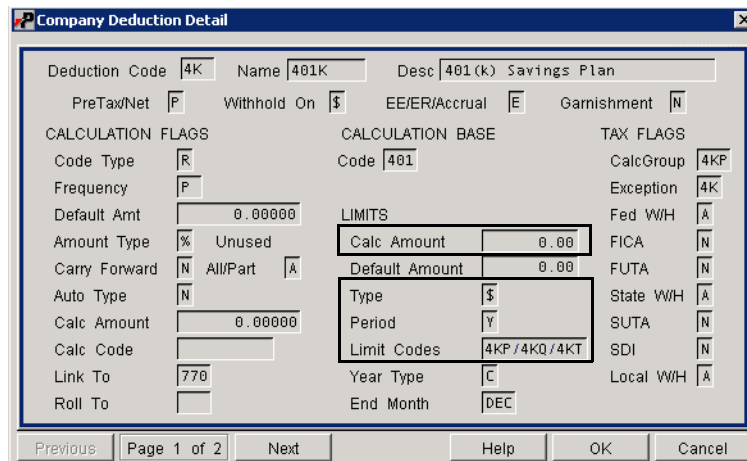 Company Deduction Detail
Deduction Code 4K Name 401K Desc 401(k) Savings Plan
PreTax/Net P Withhold On $ EE/ER/Accrual E Garnishment N
CALCULATION FLAGS CALCULATION BASE TAX FLAGS
Code Type R Code 401 CalcGroup 4KP
Frequency P Exception 4K
Default Amt 0.00000 LIMITS Fed W/H A
Amount Type % Unused Calc Amount 0.00 FICA N
Carry Forward N All/Part A Default Amount 0.00 FUTA N
Auto Type N Type $ State W/H A
Calc Amount 0.00000 Period Y SUTA N
Calc Code Limit Codes 4KP/4KQ/4KT SDI N
Link To 770 Year Type C Local W/H A
Roll To End Month DEC
Previous Page 1 of 2 Next Help OK Cancel